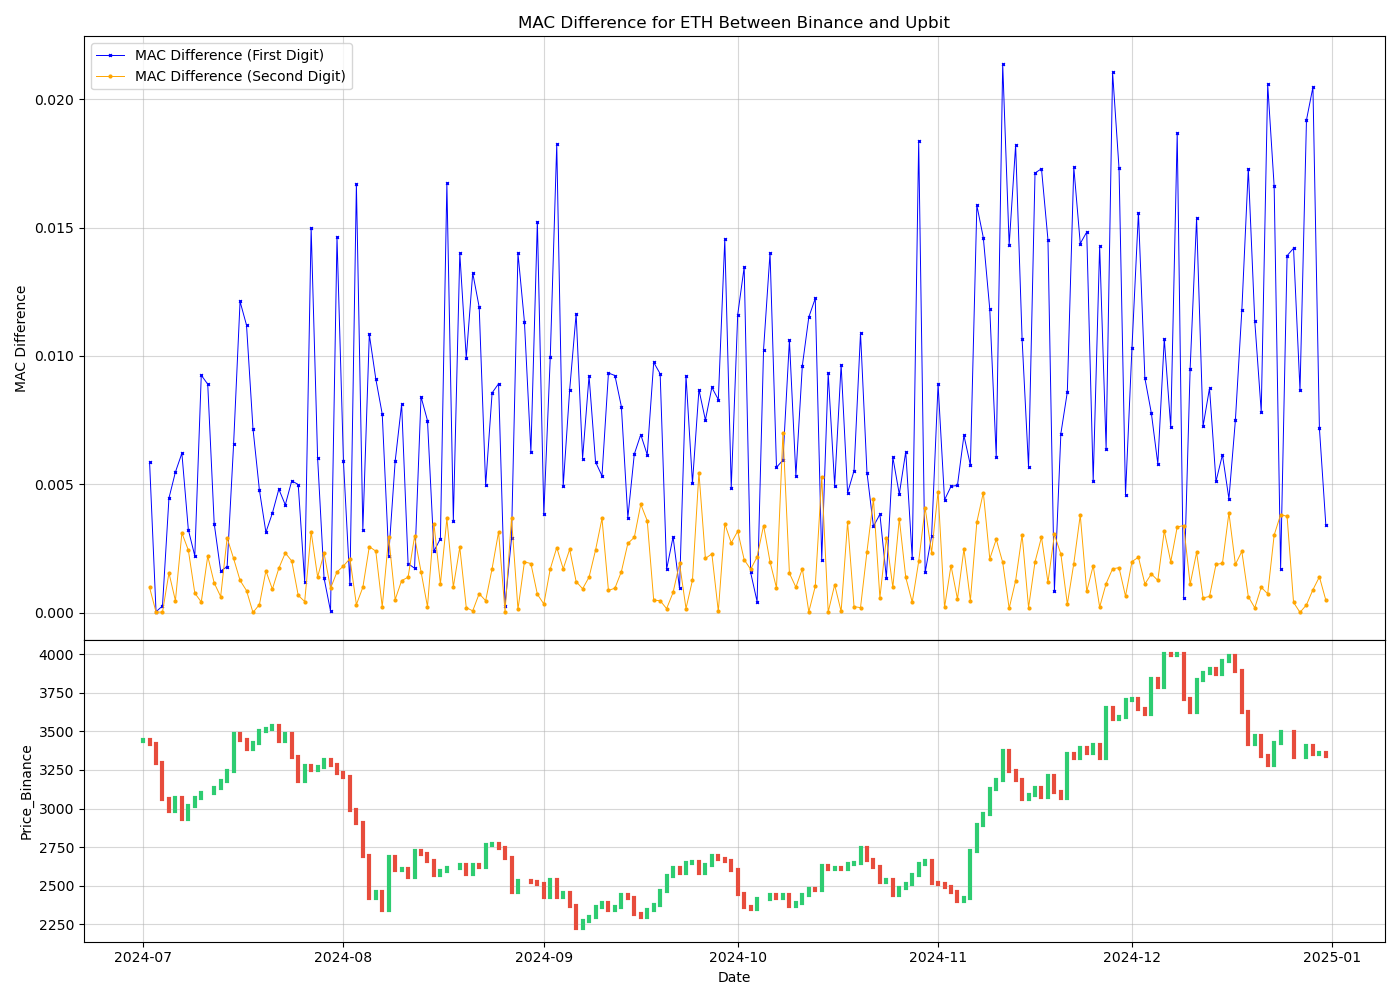 MAC Difference for ETH Between Binance and Upbit
MAC Difference (First Digit)
MAC Difference (Second Digit)
MAC Difference
0.020
0.015
0.010
0.005
0.000
Price_Binance
4000
3750
3500
3250
3000
2750
2500
2250
2024-07 2024-08 2024-09 2024-10 2024-11 2024-12 2025-01
Date